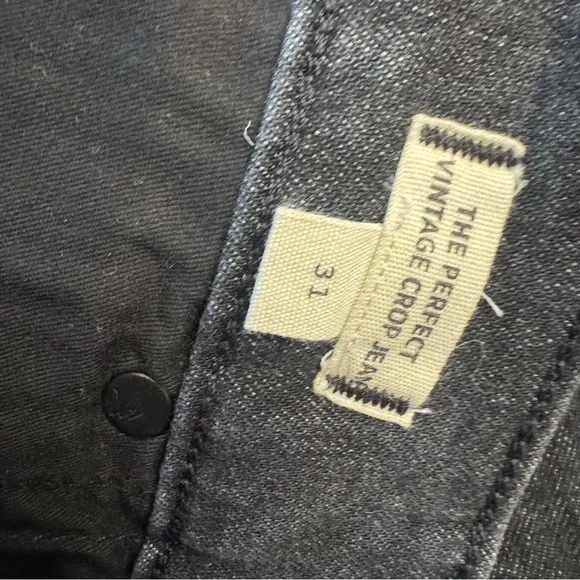 THE PERFECT
VINTAGE CROP JEAN
31